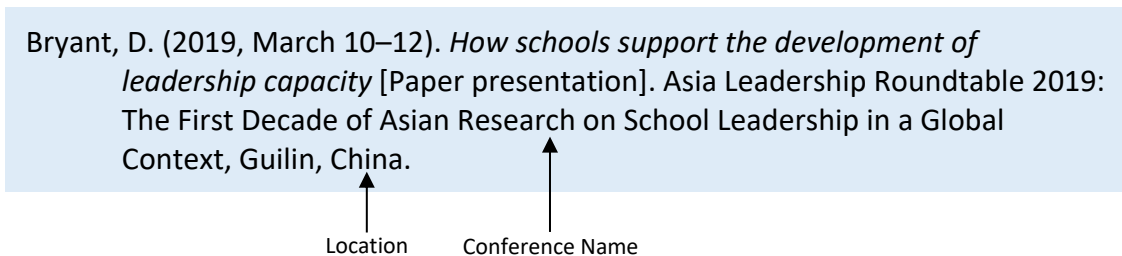 Bryant, D. (2019, March 10–12). How schools support the development of
leadership capacity [Paper presentation]. Asia Leadership Roundtable 2019:
The First Decade of Asian Research on School Leadership in a Global
Context, Guilin, China.
Location
Conference Name